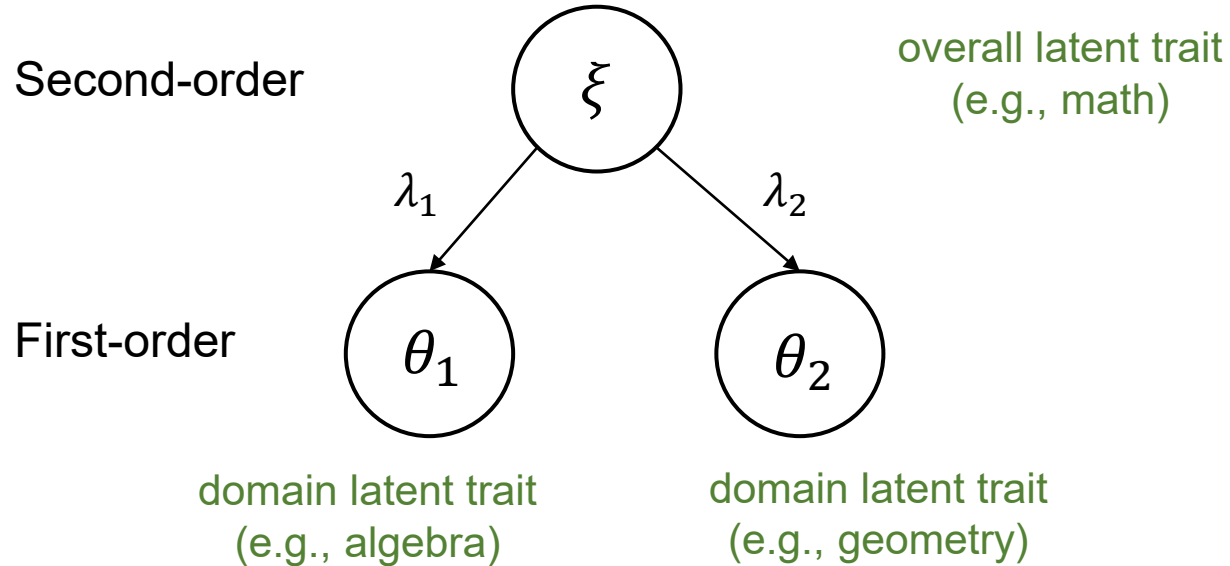 Second-order
ξ
overall latent trait
(e.g., math)
λ₁
λ₂
First-order
θ₁
θ₂
domain latent trait
(e.g., algebra)
domain latent trait
(e.g., geometry)